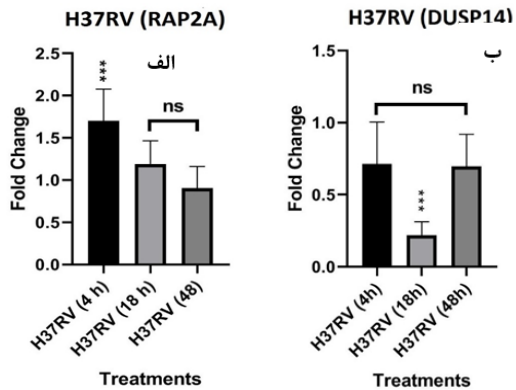 H37RV (RAP2A)
الف
***
ns
2.5
2.0
1.5
1.0
0.5
0.0
Fold Change
H37RV (4 h)
H37RV (18 h)
H37RV (48)
Treatments
H37RV (DUSP14)
ب
ns
***
1.5
1.0
0.5
0.0
Fold Change
H37RV (4h)
H37RV (18h)
H37RV (48h)
Treatments